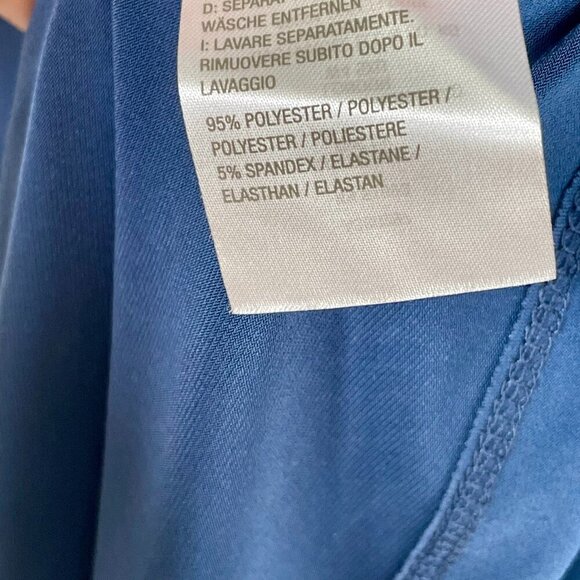 D: SEPARAT
WÄSCHE ENTFERNEN
I: LAVARE SEPARATAMENTE.
RIMUOVERE SUBITO DOPO IL
LAVAGGIO
95% POLYESTER / POLYESTER /
POLYESTER / POLIESTERE
5% SPANDEX / ELASTANE /
ELASTHAN / ELASTAN